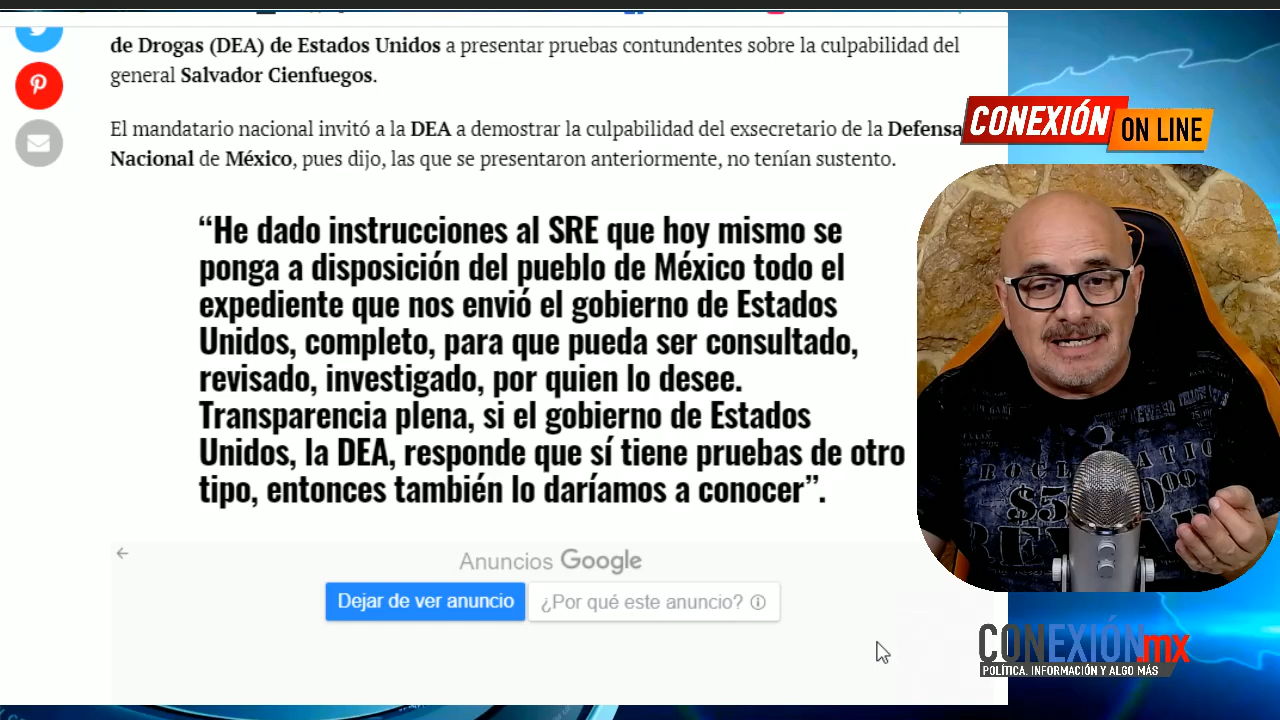 de Drogas (DEA) de Estados Unidos a presentar pruebas contundentes sobre la culpabilidad del
general Salvador Cienfuegos.
El mandatario nacional invitó a la DEA a demostrar la culpabilidad del exsecretario de la Defensa
Nacional de México, pues dijo, las que se presentaron anteriormente, no tenían sustento.
“He dado instrucciones al SRE que hoy mismo se
ponga a disposición del pueblo de México todo el
expediente que nos envió el gobierno de Estados
Unidos, completo, para que pueda ser consultado,
revisado, investigado, por quien lo desee.
Transparencia plena, si el gobierno de Estados
Unidos, la DEA, responde que sí tiene pruebas de otro
tipo, entonces también lo daríamos a conocer”.
Anuncios Google
Dejar de ver anuncio
¿Por qué este anuncio?
CONEXIÓN
ON LINE
CONEXIÓN.mx
POLÍTICA, INFORMACIÓN Y ALGO MÁS